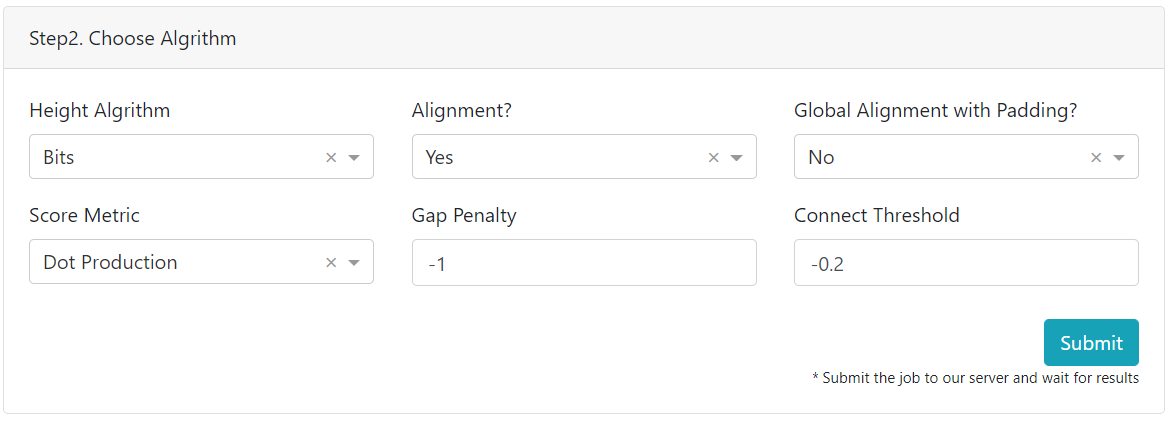 Step2. Choose Algrithm
Height Algrithm
Alignment?
Global Alignment with Padding?
Bits
Yes
No
Score Metric
Gap Penalty
Connect Threshold
Dot Production
-1
-0.2
Submit
* Submit the job to our server and wait for results